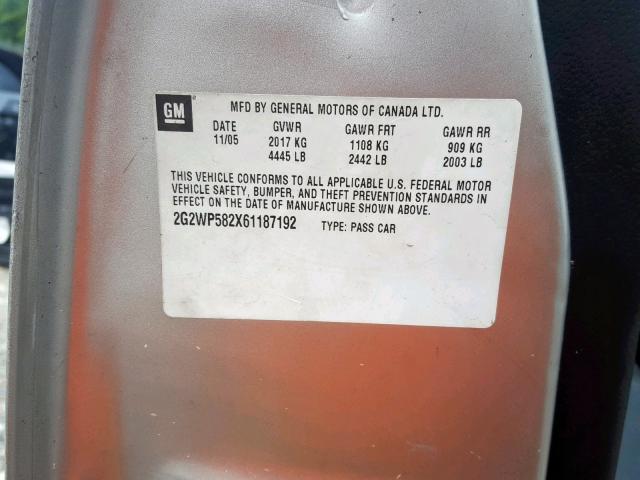 GM
MFD BY GENERAL MOTORS OF CANADA LTD.
DATE GVWR GAWR FRT GAWR RR
11/05 2017 KG 1108 KG 909 KG
4445 LB 2442 LB 2003 LB
THIS VEHICLE CONFORMS TO ALL APPLICABLE U.S. FEDERAL MOTOR
VEHICLE SAFETY, BUMPER, AND THEFT PREVENTION STANDARDS IN
EFFECT ON THE DATE OF MANUFACTURE SHOWN ABOVE.
2G2WP582X61187192 TYPE: PASS CAR